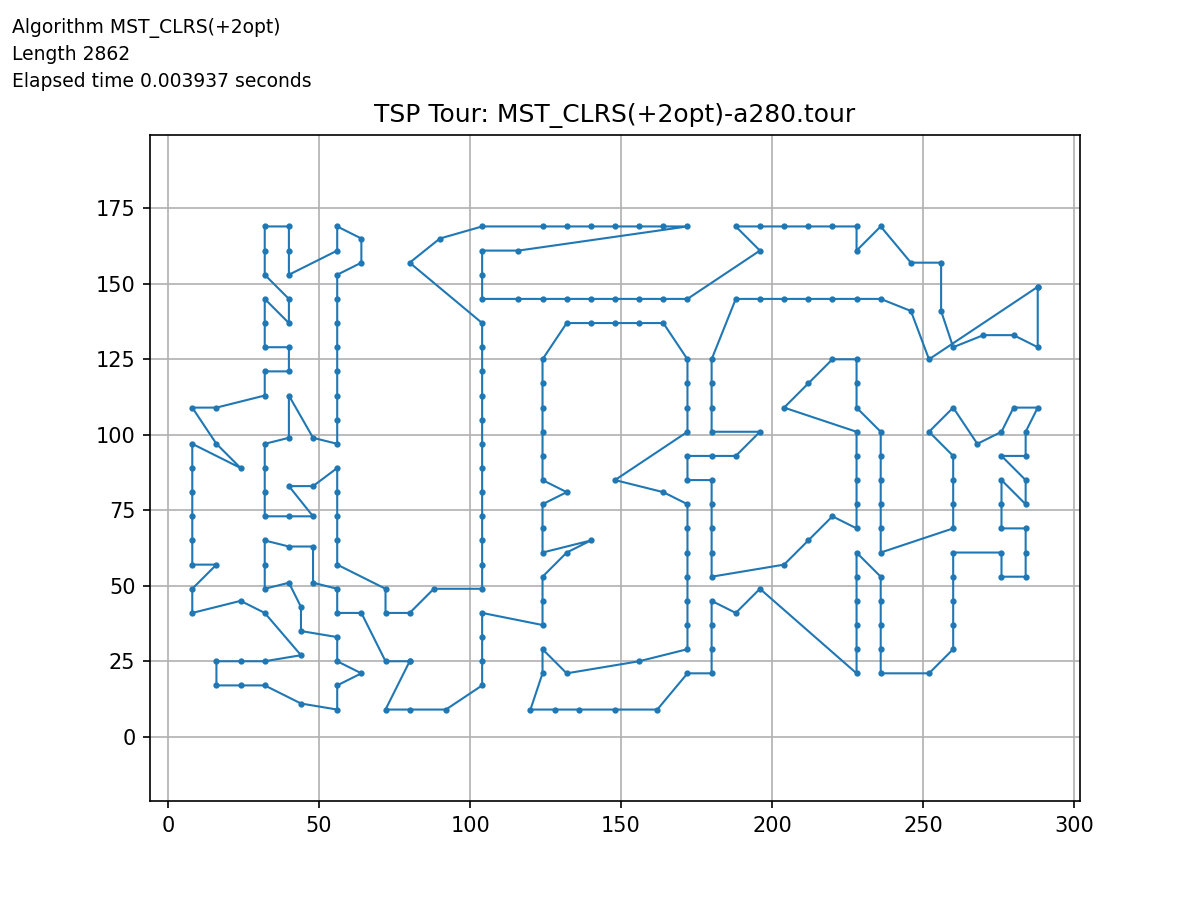 Algorithm MST_CLRS(+2opt)
Length 2862
Elapsed time 0.003937 seconds
TSP Tour: MST_CLRS(+2opt)-a280.tour
175
150
125
100
75
50
25
0
0 50 100 150 200 250 300